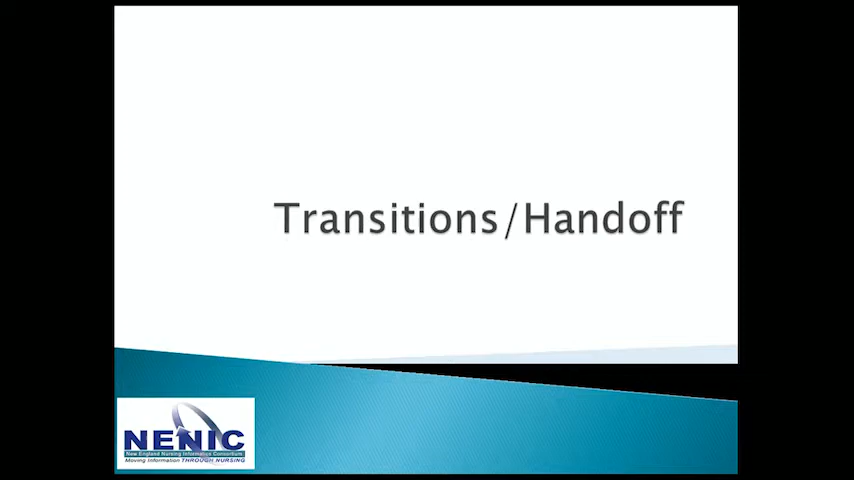 Transitions/Handoff
NENIC
New England Nursing Informatics Consortium
Moving Information THROUGH NURSING